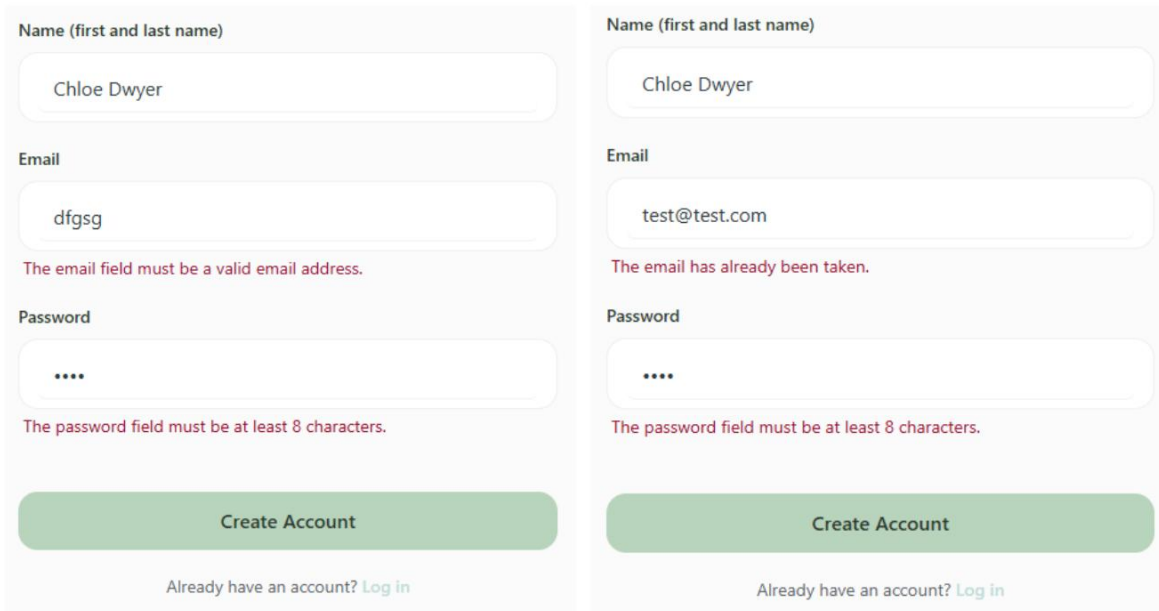 Name (first and last name)
Chloe Dwyer
Email
dfgsg
The email field must be a valid email address.
Password
••••
The password field must be at least 8 characters.
Create Account
Already have an account? Log in
Name (first and last name)
Chloe Dwyer
Email
test@test.com
The email has already been taken.
Password
••••
The password field must be at least 8 characters.
Create Account
Already have an account? Log in